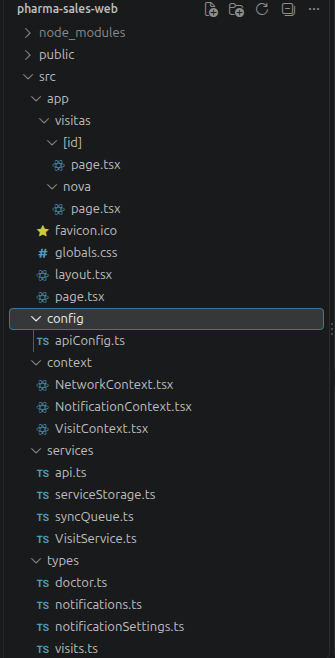 pharma-sales-web
node_modules
public
src
app
visitas
[id]
page.tsx
nova
page.tsx
favicon.ico
# globals.css
layout.tsx
page.tsx
config
TS apiConfig.ts
context
NetworkContext.tsx
NotificationContext.tsx
VisitContext.tsx
services
TS api.ts
TS serviceStorage.ts
TS syncQueue.ts
TS VisitService.ts
types
TS doctor.ts
TS notifications.ts
TS notificationSettings.ts
TS visits.ts